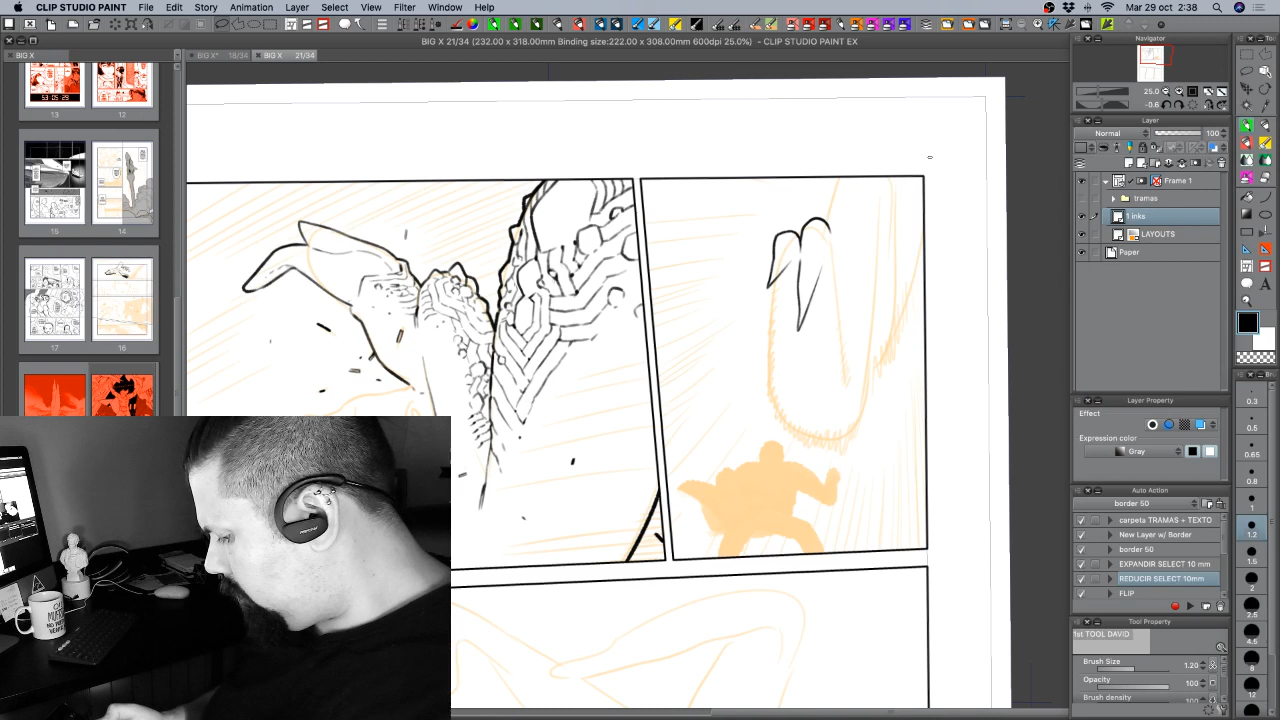 CLIP STUDIO PAINT File Edit Story Animation Layer Select View Filter Window Help
Mar 29 oct 2:38
BIG X 21/34 (232.00 x 318.00mm Binding size:222.00 x 308.00mm 600dpi 25.0%) - CLIP STUDIO PAINT EX
BIG X
BIG X* 18/34
BIG X 21/34
13 12
15 14
17 16
Navigator
25.0
-0.6
Layer
Normal 100
Frame 1
tramas
1 inks
LAYOUTS
Paper
Layer Property
Effect
Expression color
Gray
Auto Action
border 50
carpeta TRAMAS + TEXTO
New Layer w/ Border
border 50
EXPANDIR SELECT 10 mm
REDUCIR SELECT 10mm
FLIP
Tool Property
1st TOOL DAVID
Brush Size 1.20
Opacity 100
Brush density 100
To:
Br:
0.3
0.5
0.65
0.8
1
1.2
1.5
2
2.5
4.5
8
12